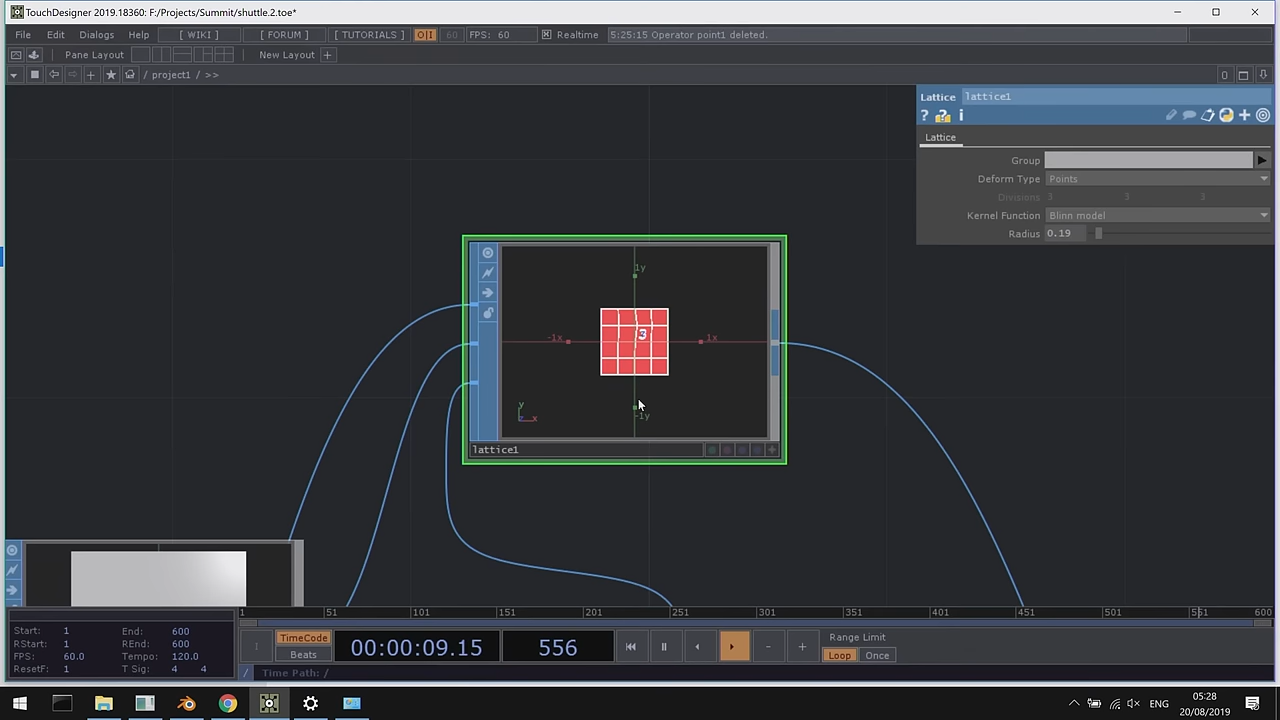 TouchDesigner 2019.18360: F:/Projects/Summit/shuttle.2.toe*
File Edit Dialogs Help [ WIKI ] [ FORUM ] [ TUTORIALS ] O|I 60 FPS: 60 Realtime 5:25:15 Operator point1 deleted.
Pane Layout New Layout +
/ project1 / >> 0
Lattice lattice1
? ? i
Lattice
Group
Deform Type Points
Divisions 3 3 3
Kernel Function Blinn model
Radius 0.19
1y
-1x 1x
y
x
-1y
lattice1
1 51 101 151 201 251 301 351 401 451 501 551 600
Start: 1 End: 600
RStart: 1 REnd: 600
FPS: 60.0 Tempo: 120.0
ResetF: 1 T Sig: 4 4
TimeCode
Beats
00:00:09.15 556
Range Limit
Loop Once
/ Time Path: /
ENG
05:28
20/08/2019